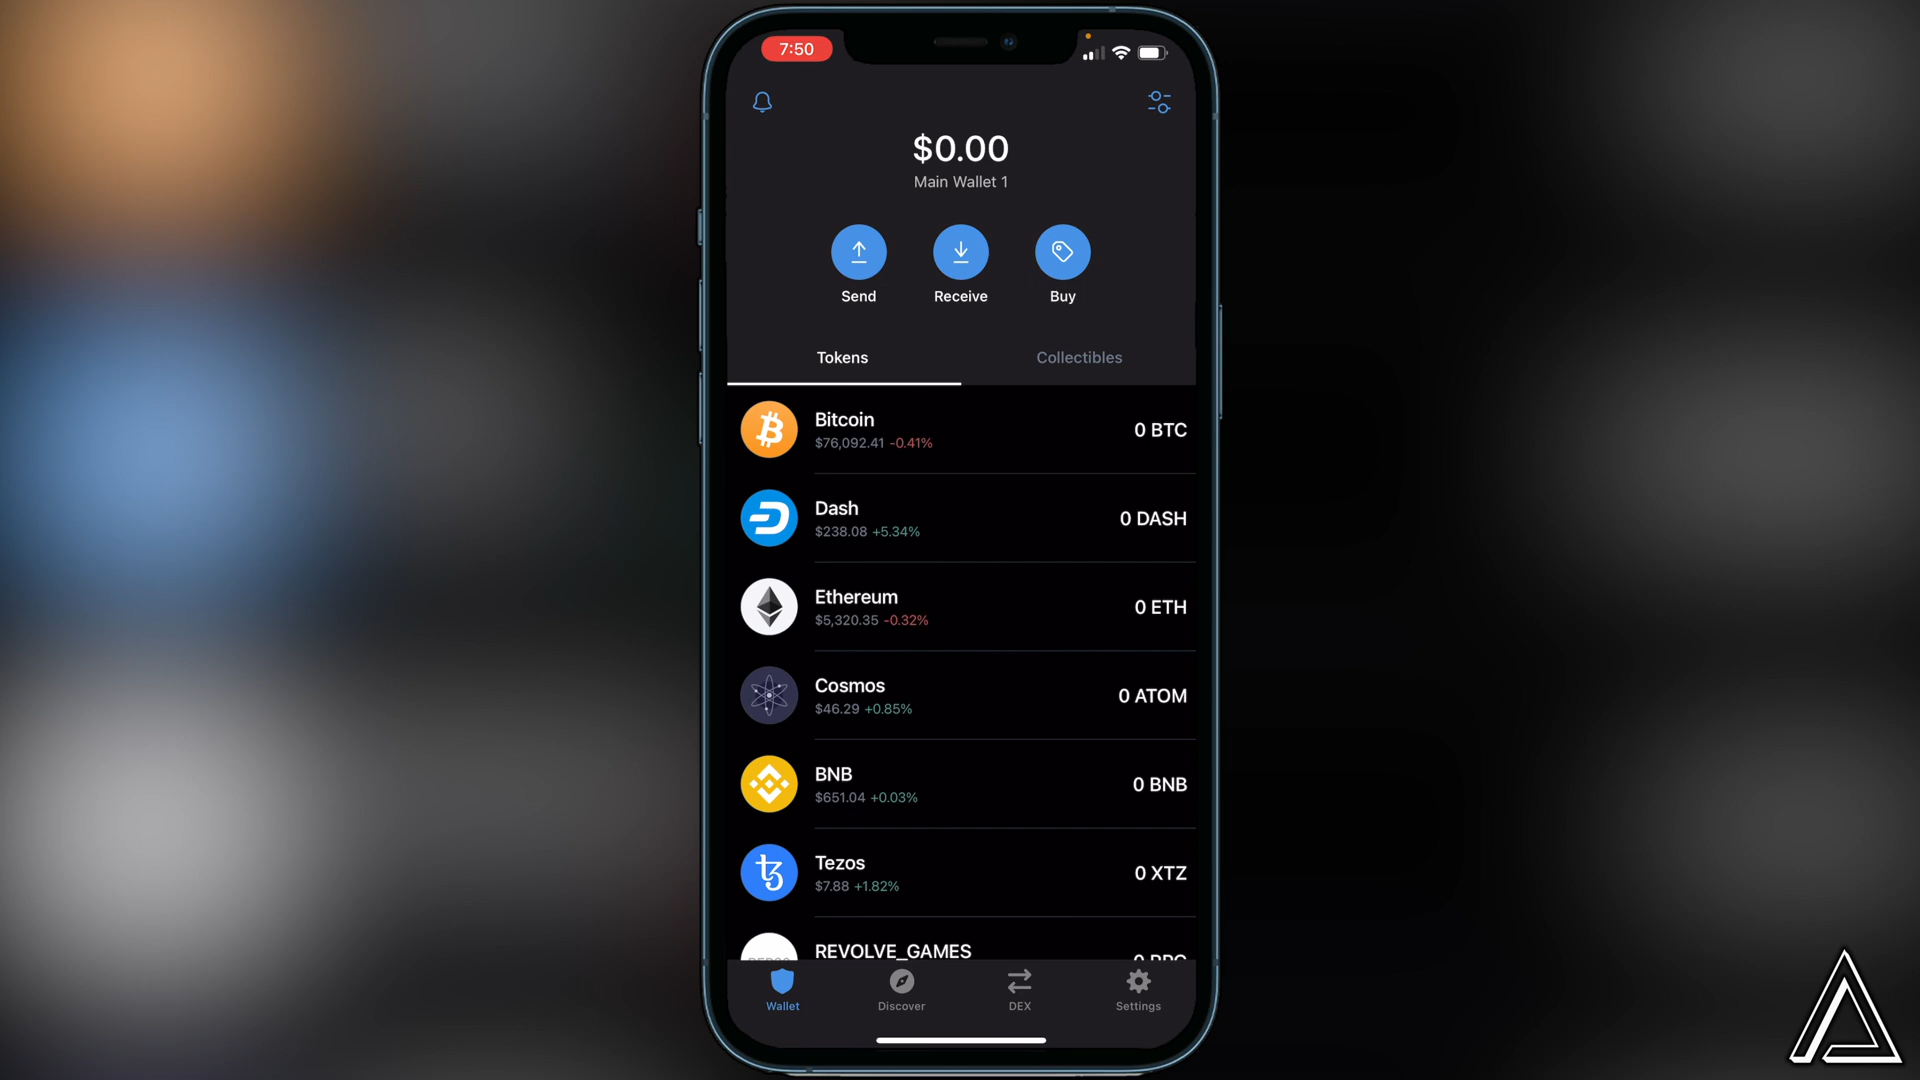 7:50
$0.00
Main Wallet 1
Send Receive Buy
Tokens Collectibles
Bitcoin
$76,092.41 -0.41%
0 BTC
Dash
$238.08 +5.34%
0 DASH
Ethereum
$5,320.35 -0.32%
0 ETH
Cosmos
$46.29 +0.85%
0 ATOM
BNB
$651.04 +0.03%
0 BNB
Tezos
$7.88 +1.82%
0 XTZ
REVOLVE_GAMES
Wallet Discover DEX Settings